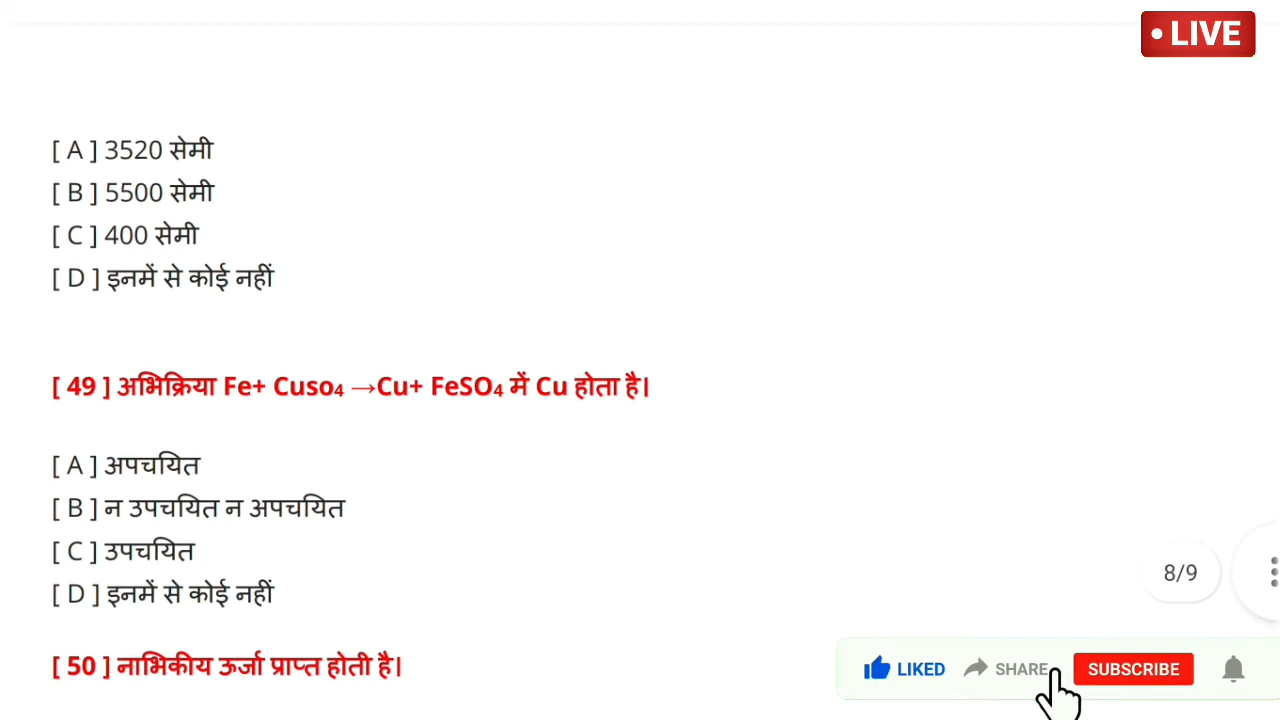 • LIVE
[ A ] 3520 सेमी
[ B ] 5500 सेमी
[ C ] 400 सेमी
[ D ] इनमें से कोई नहीं
[ 49 ] अभिक्रिया Fe+ Cuso₄ →Cu+ FeSO₄ में Cu होता है।
[ A ] अपचयित
[ B ] न उपचयित न अपचयित
[ C ] उपचयित
[ D ] इनमें से कोई नहीं
8/9
[ 50 ] नाभिकीय ऊर्जा प्राप्त होती है।
LIKED SHARE SUBSCRIBE